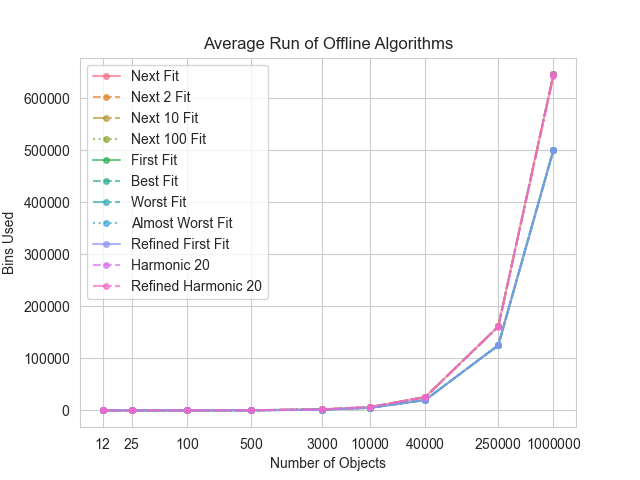 Average Run of Offline Algorithms
Next Fit
Next 2 Fit
Next 10 Fit
Next 100 Fit
First Fit
Best Fit
Worst Fit
Almost Worst Fit
Refined First Fit
Harmonic 20
Refined Harmonic 20
Bins Used
600000
500000
400000
300000
200000
100000
0
12 25 100 500 3000 10000 40000 250000 1000000
Number of Objects